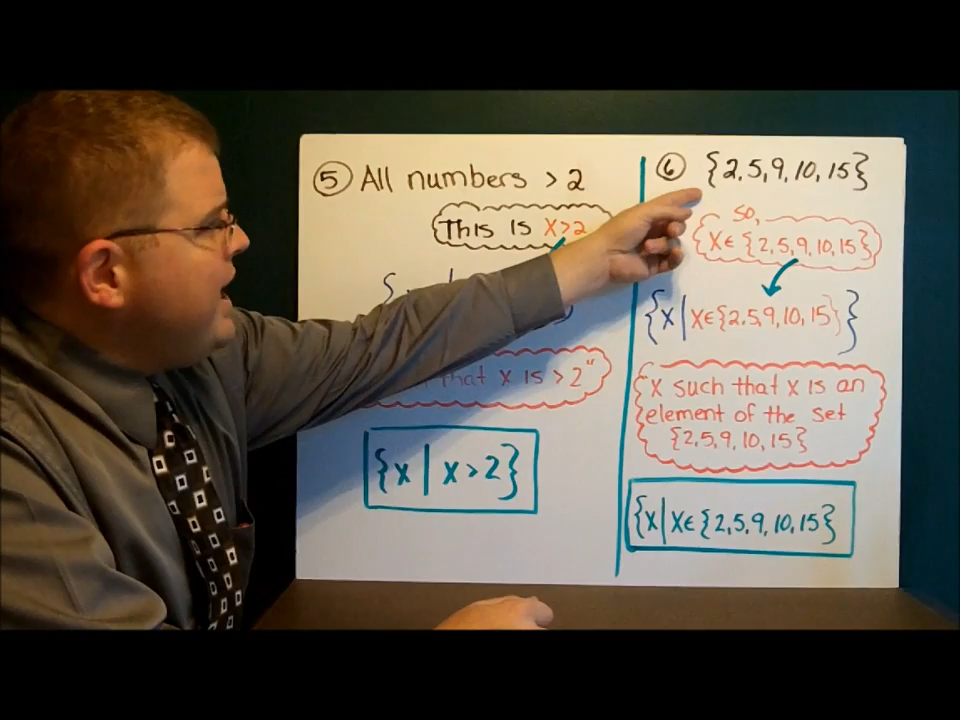 ⑤ All numbers > 2
This is x>2
that x is > 2"
{x | x > 2}
⑥ {2,5,9,10,15}
so,
x∈{2,5,9,10,15}
{x | x∈{2,5,9,10,15}}
x such that x is an
element of the set
{2,5,9,10,15}
{x | x∈{2,5,9,10,15}